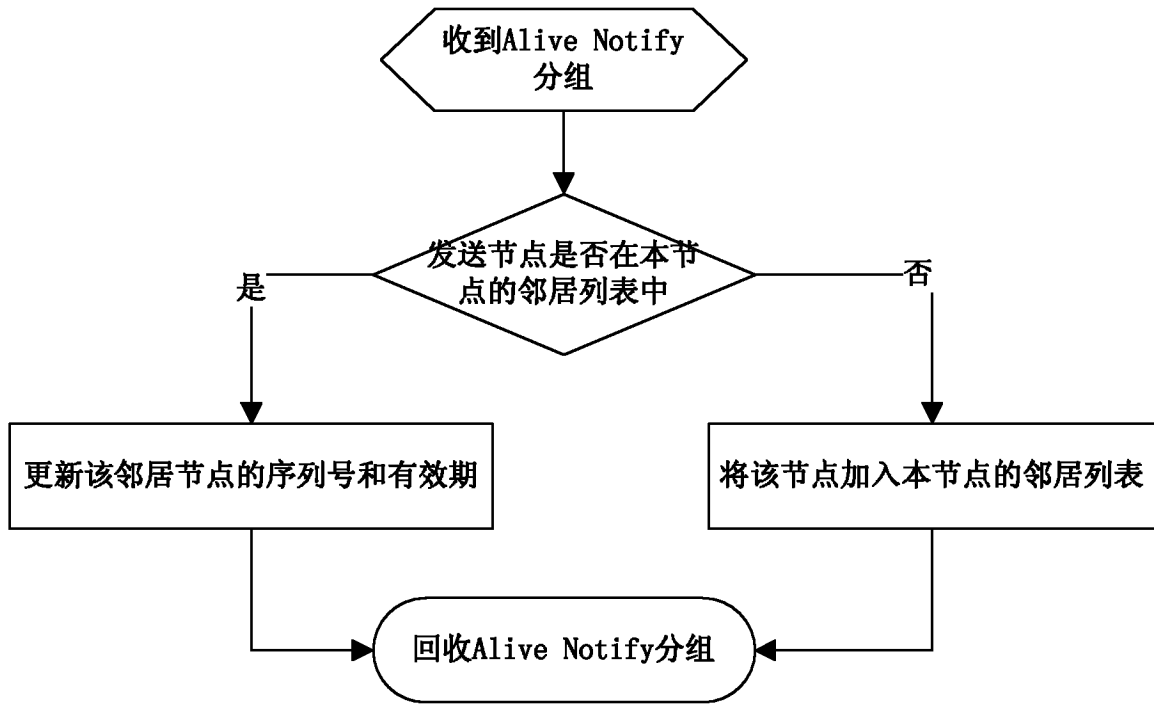 收到Alive Notify
分组
发送节点是否在本节
点的邻居列表中
是
否
更新该邻居节点的序列号和有效期
将该节点加入本节点的邻居列表
回收Alive Notify分组